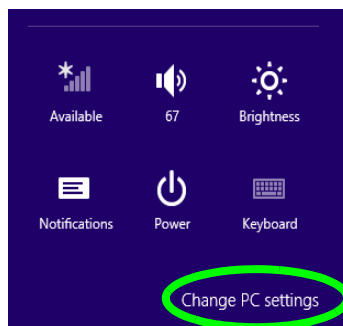 Available 67 Brightness
Notifications Power Keyboard
Change PC settings